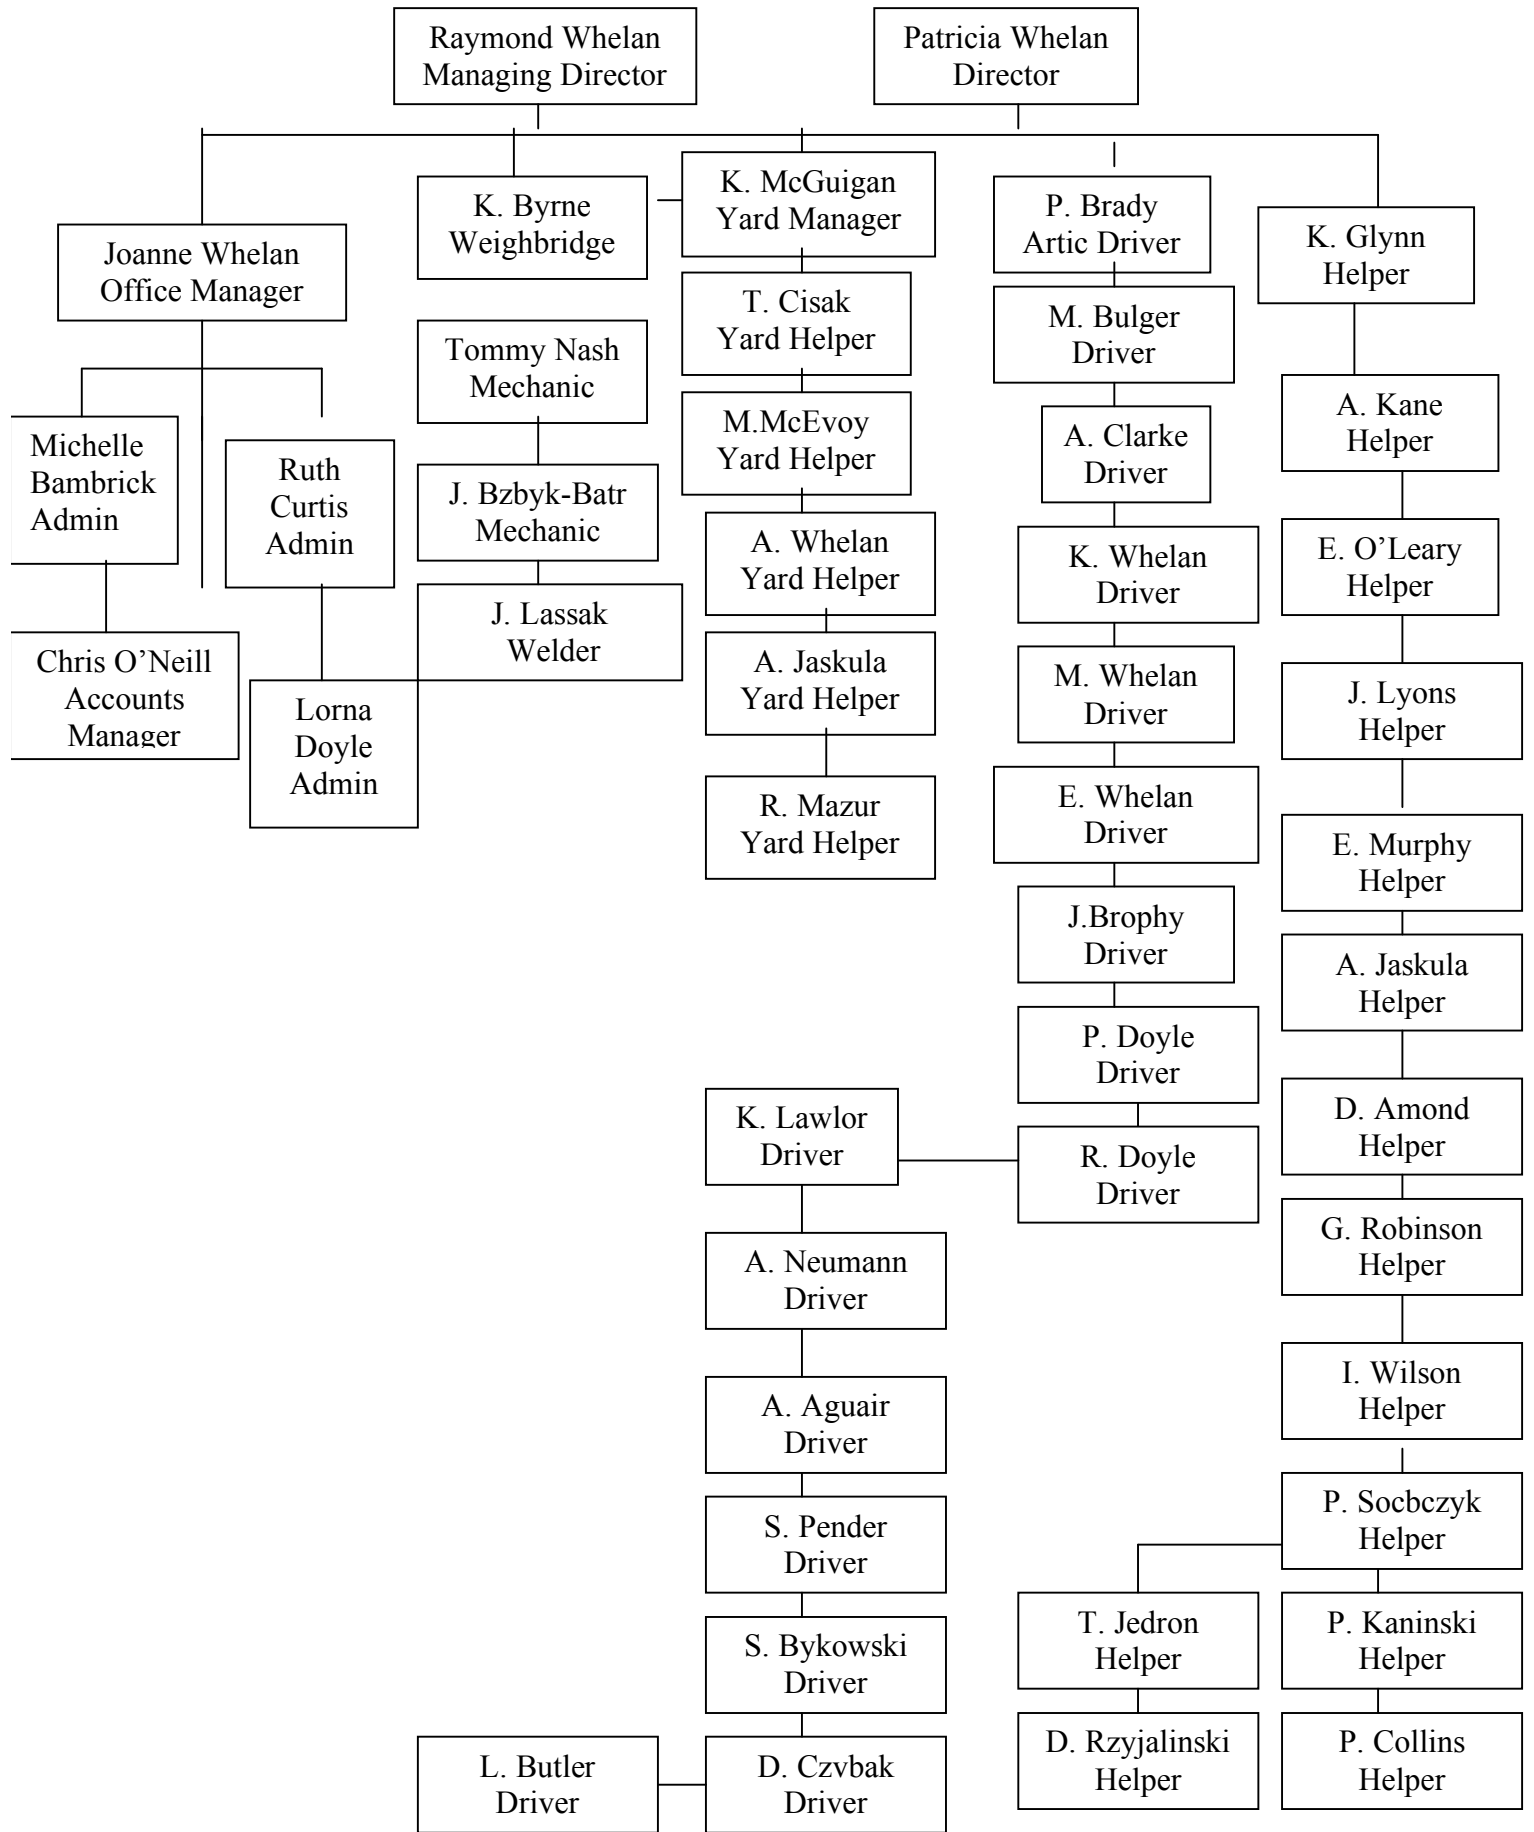 Raymond Whelan
Managing Director
Patricia Whelan
Director
Joanne Whelan
Office Manager
Michelle
Bambrick
Admin
Chris O’Neill
Accounts
Manager
Ruth
Curtis
Admin
Lorna
Doyle
Admin
K. Byrne
Weighbridge
Tommy Nash
Mechanic
J. Bzbyk-Batr
Mechanic
J. Lassak
Welder
K. McGuigan
Yard Manager
T. Cisak
Yard Helper
M.McEvoy
Yard Helper
A. Whelan
Yard Helper
A. Jaskula
Yard Helper
R. Mazur
Yard Helper
P. Brady
Artic Driver
M. Bulger
Driver
A. Clarke
Driver
K. Whelan
Driver
M. Whelan
Driver
E. Whelan
Driver
J.Brophy
Driver
P. Doyle
Driver
R. Doyle
Driver
K. Lawlor
Driver
A. Neumann
Driver
A. Aguair
Driver
S. Pender
Driver
S. Bykowski
Driver
D. Czvbak
Driver
L. Butler
Driver
K. Glynn
Helper
A. Kane
Helper
E. O’Leary
Helper
J. Lyons
Helper
E. Murphy
Helper
A. Jaskula
Helper
D. Amond
Helper
G. Robinson
Helper
I. Wilson
Helper
P. Socbczyk
Helper
T. Jedron
Helper
D. Rzyjalinski
Helper
P. Kaninski
Helper
P. Collins
Helper